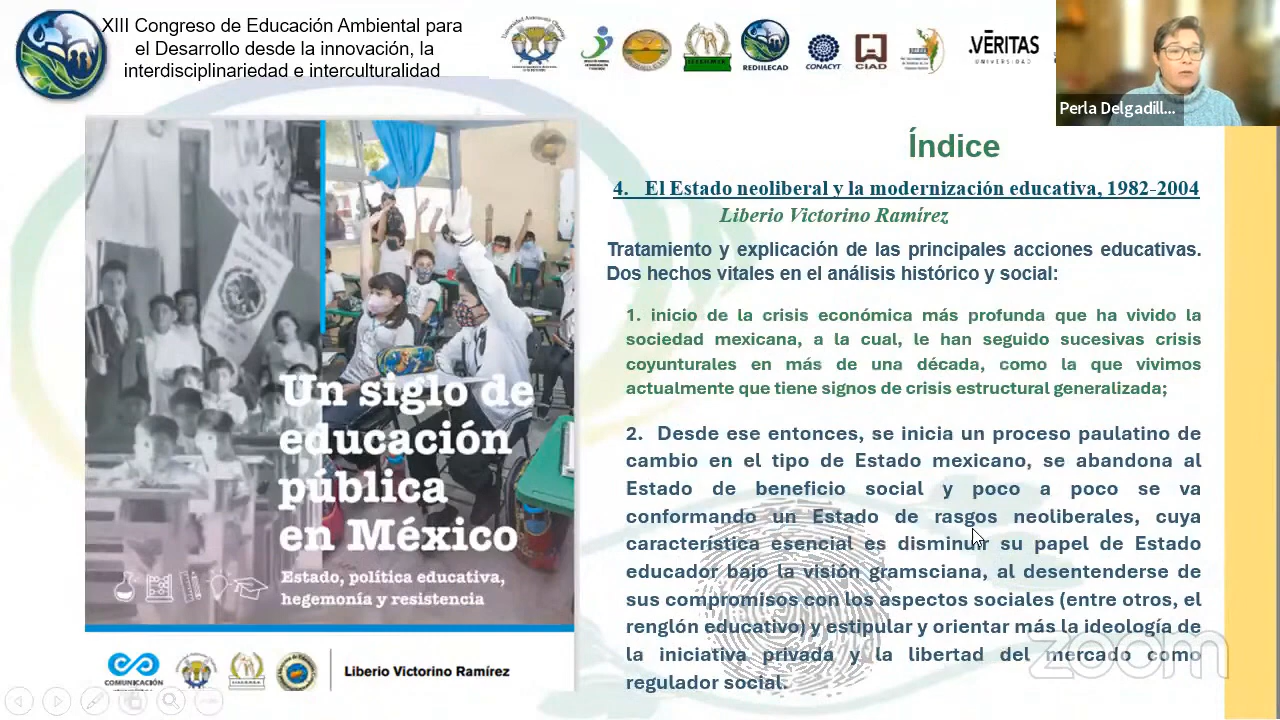 XIII Congreso de Educación Ambiental para
el Desarrollo desde la innovación, la
interdisciplinariedad e interculturalidad
REDIILECAD
CONACYT
CIAD
.VĒRITAS
UNIVERSIDAD
Perla Delgadill...
Índice
4. El Estado neoliberal y la modernización educativa, 1982-2004
Liberio Victorino Ramírez
Tratamiento y explicación de las principales acciones educativas.
Dos hechos vitales en el análisis histórico y social:
1. inicio de la crisis económica más profunda que ha vivido la
sociedad mexicana, a la cual, le han seguido sucesivas crisis
coyunturales en más de una década, como la que vivimos
actualmente que tiene signos de crisis estructural generalizada;
2. Desde ese entonces, se inicia un proceso paulatino de
cambio en el tipo de Estado mexicano, se abandona al
Estado de beneficio social y poco a poco se va
conformando un Estado de rasgos neoliberales, cuya
característica esencial es disminuir su papel de Estado
educador bajo la visión gramsciana, al desentenderse de
sus compromisos con los aspectos sociales (entre otros, el
renglón educativo) y estipular y orientar más la ideología de
la iniciativa privada y la libertad del mercado como
regulador social.
Un siglo de
educación
pública
en México
Estado, política educativa,
hegemonía y resistencia
COMUNICACIÓN
Liberio Victorino Ramírez
zoom